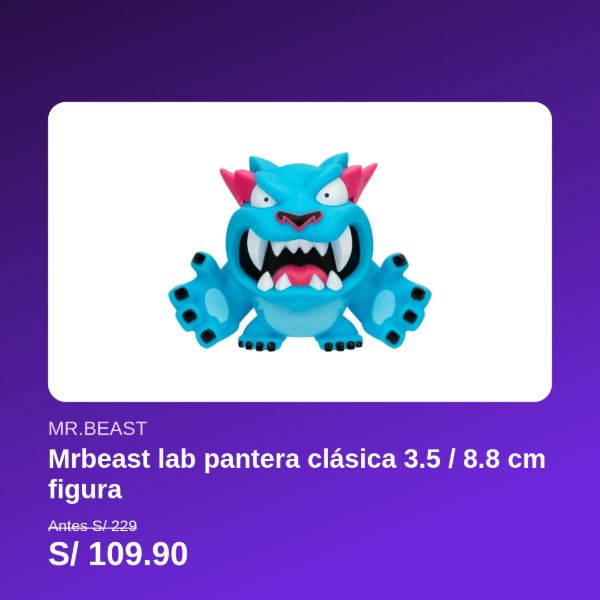 MR.BEAST
Mrbeast lab pantera clásica 3.5 / 8.8 cm
figura
Antes S/ 229
S/ 109.90